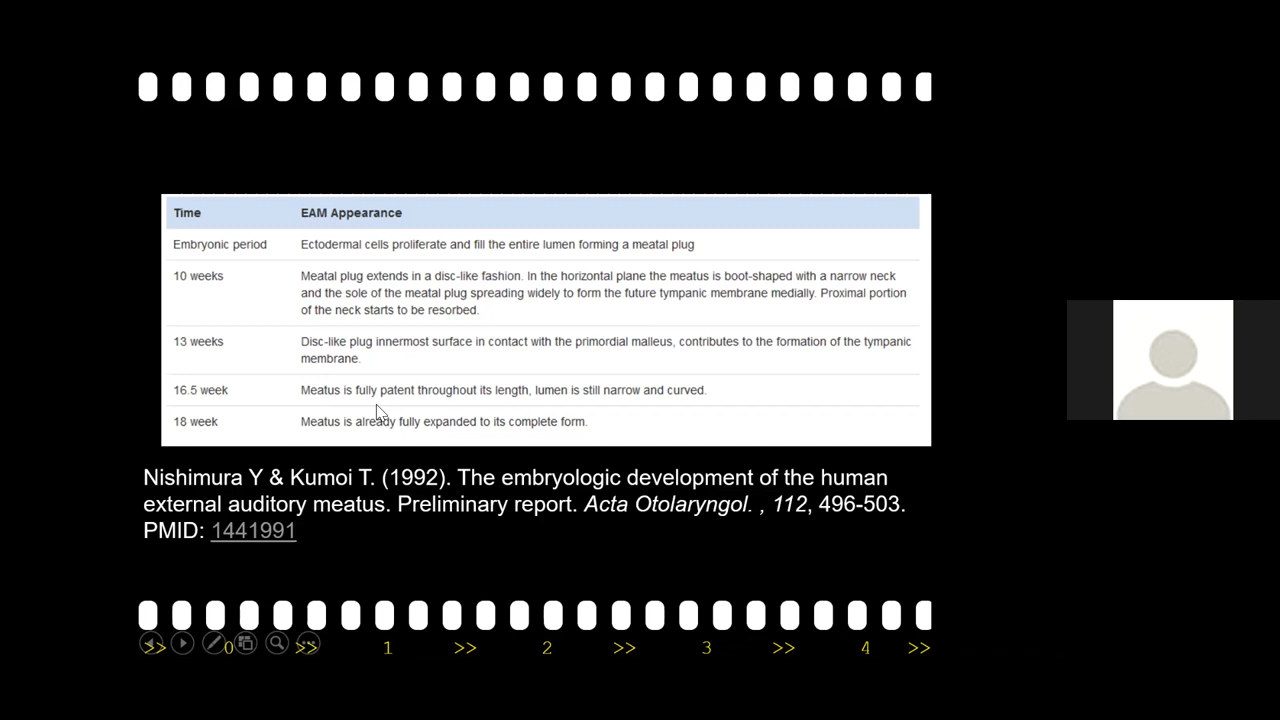 Time EAM Appearance
Embryonic period Ectodermal cells proliferate and fill the entire lumen forming a meatal plug
10 weeks Meatal plug extends in a disc-like fashion. In the horizontal plane the meatus is boot-shaped with a narrow neck
and the sole of the meatal plug spreading widely to form the future tympanic membrane medially. Proximal portion
of the neck starts to be resorbed.
13 weeks Disc-like plug innermost surface in contact with the primordial malleus, contributes to the formation of the tympanic
membrane.
16.5 week Meatus is fully patent throughout its length, lumen is still narrow and curved.
18 week Meatus is already fully expanded to its complete form.
Nishimura Y & Kumoi T. (1992). The embryologic development of the human
external auditory meatus. Preliminary report. Acta Otolaryngol. , 112, 496-503.
PMID: 1441991
>> 0 >> 1 >> 2 >> 3 >> 4 >>